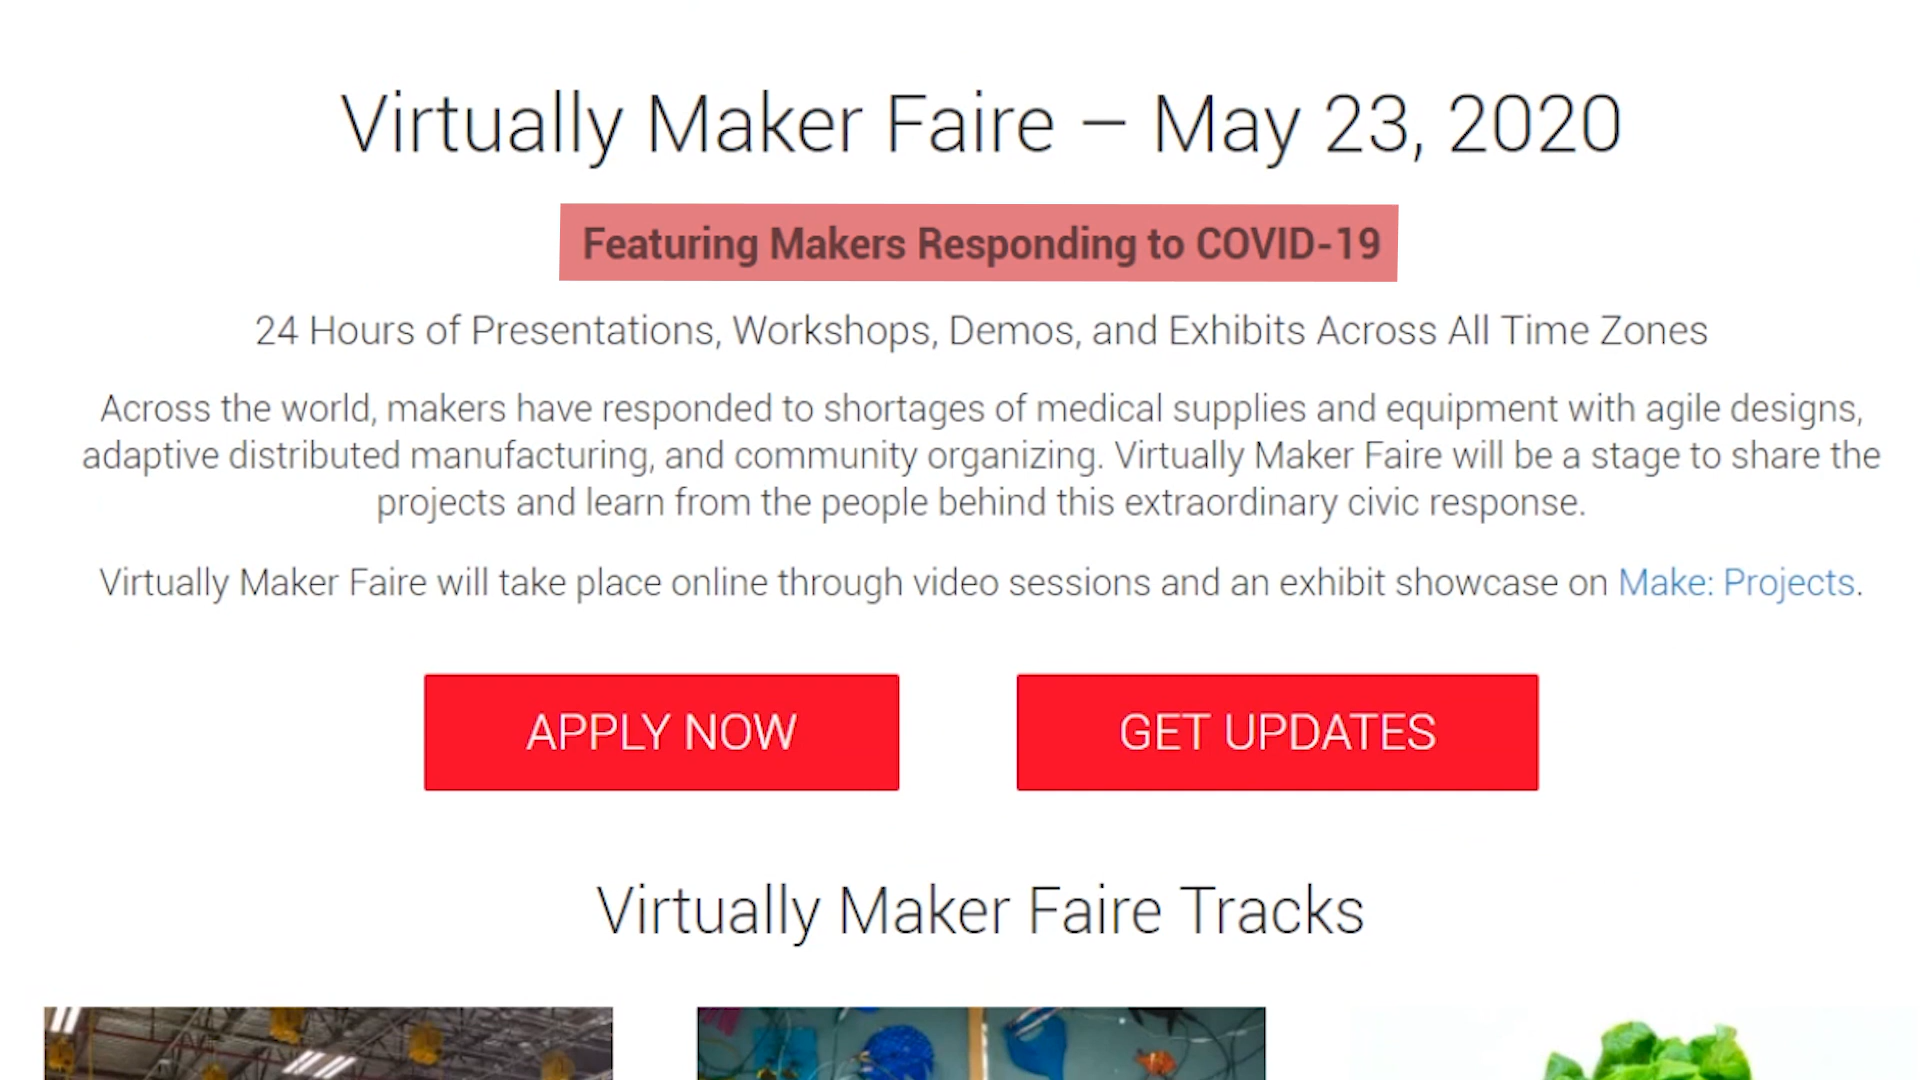 Virtually Maker Faire – May 23, 2020
Featuring Makers Responding to COVID-19
24 Hours of Presentations, Workshops, Demos, and Exhibits Across All Time Zones
Across the world, makers have responded to shortages of medical supplies and equipment with agile designs,
adaptive distributed manufacturing, and community organizing. Virtually Maker Faire will be a stage to share the
projects and learn from the people behind this extraordinary civic response.
Virtually Maker Faire will take place online through video sessions and an exhibit showcase on Make: Projects.
APPLY NOW
GET UPDATES
Virtually Maker Faire Tracks